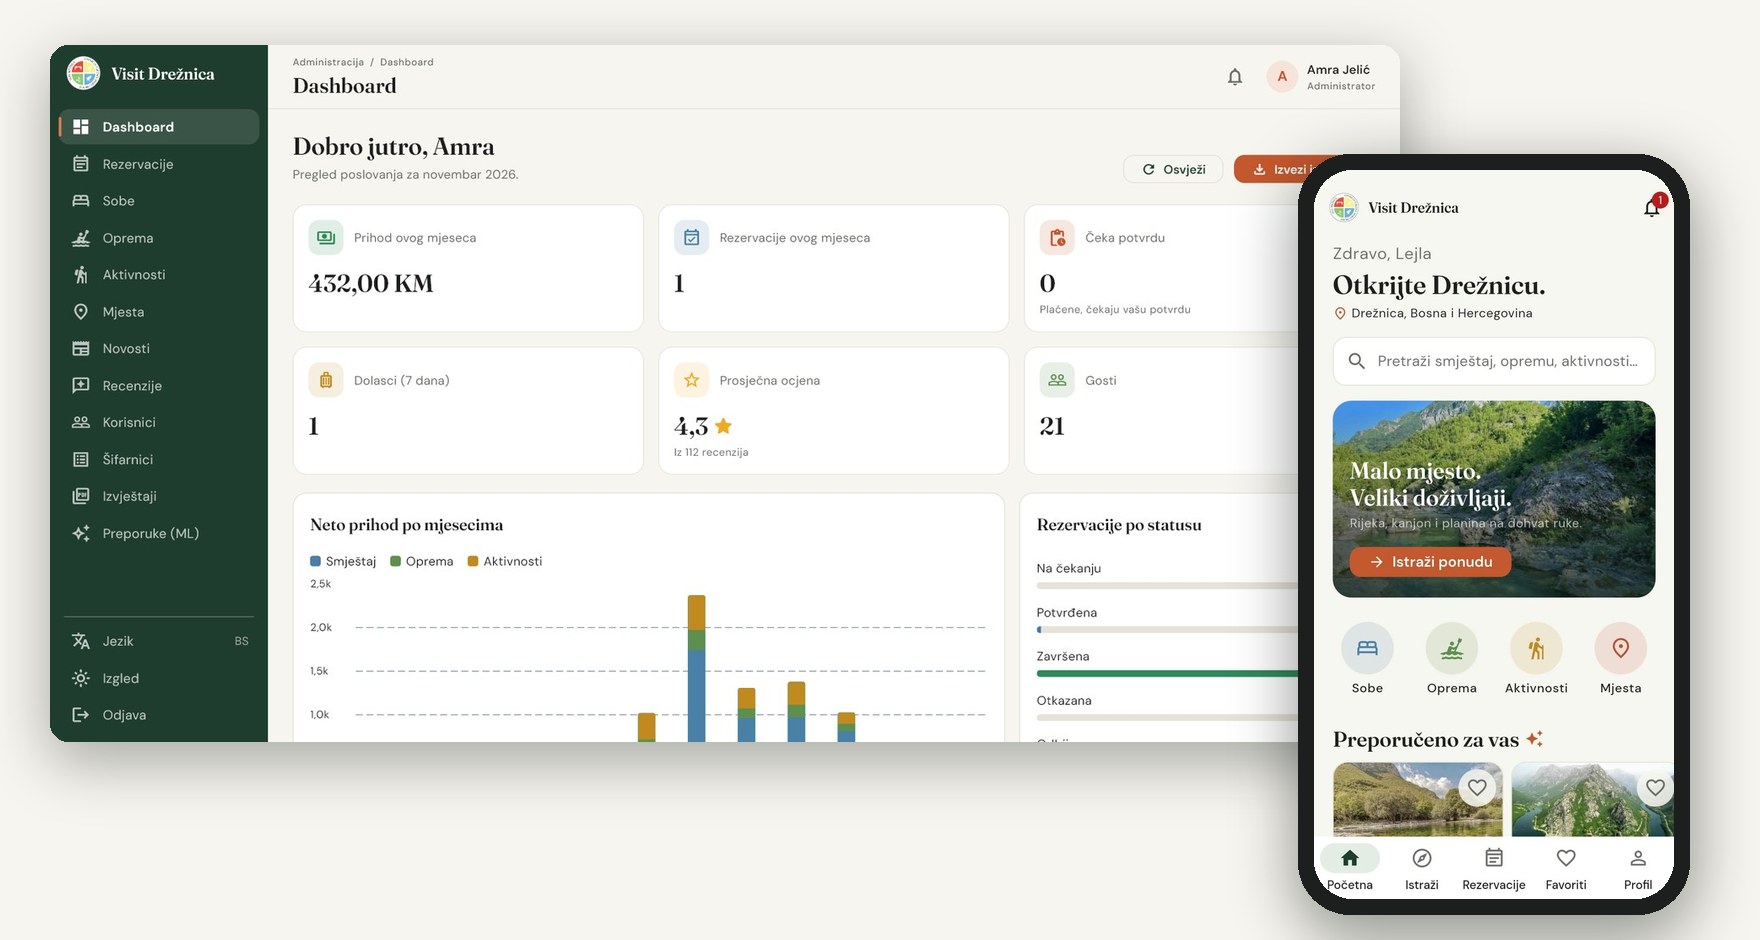 Visit Drežnica
Dashboard
Rezervacije
Sobe
Oprema
Aktivnosti
Mjesta
Novosti
Recenzije
Korisnici
Šifarnici
Izvještaji
Preporuke (ML)
Jezik BS
Izgled
Odjava
Administracija / Dashboard
Dashboard
A
Amra Jelić
Administrator
Dobro jutro, Amra
Pregled poslovanja za novembar 2026.
Osvježi
Izvezi
Prihod ovog mjeseca
432,00 KM
Rezervacije ovog mjeseca
1
Čeka potvrdu
0
Plaćene, čekaju vašu potvrdu
Dolasci (7 dana)
1
Prosječna ocjena
4,3
Iz 112 recenzija
Gosti
21
Neto prihod po mjesecima
Smještaj Oprema Aktivnosti
2,5k
2,0k
1,5k
1,0k
Rezervacije po statusu
Na čekanju
Potvrđena
Završena
Otkazana
Visit Drežnica
1
Zdravo, Lejla
Otkrijte Drežnicu.
Drežnica, Bosna i Hercegovina
Pretraži smještaj, opremu, aktivnosti...
Malo mjesto.
Veliki doživljaji.
Rijeka, kanjon i planina na dohvat ruke.
Istraži ponudu
Sobe Oprema Aktivnosti Mjesta
Preporučeno za vas
Početna Istraži Rezervacije Favoriti Profil